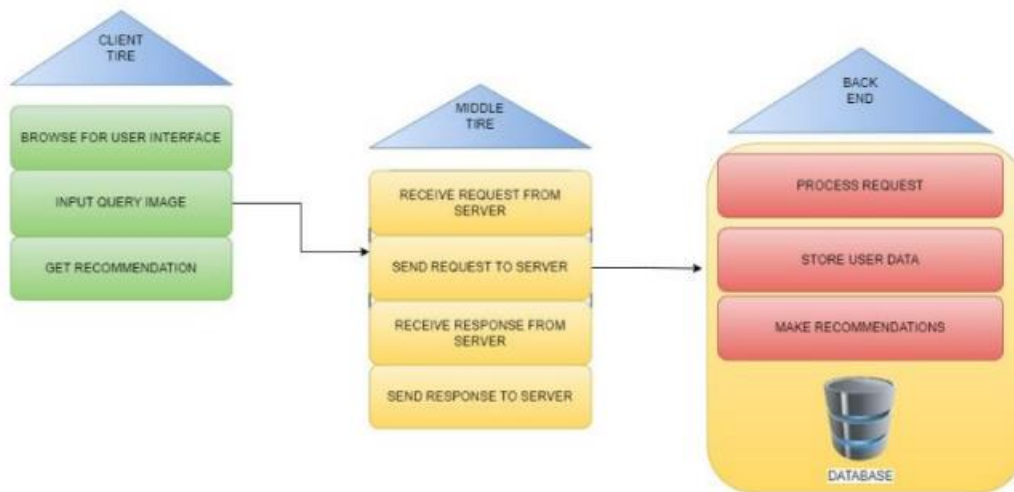 CLIENT
TIRE
BROWSE FOR USER INTERFACE
INPUT QUERY IMAGE
GET RECOMMENDATION
MIDDLE
TIRE
RECEIVE REQUEST FROM
SERVER
SEND REQUEST TO SERVER
RECEIVE RESPONSE FROM
SERVER
SEND RESPONSE TO SERVER
BACK
END
PROCESS REQUEST
STORE USER DATA
MAKE RECOMMENDATIONS
DATABASE